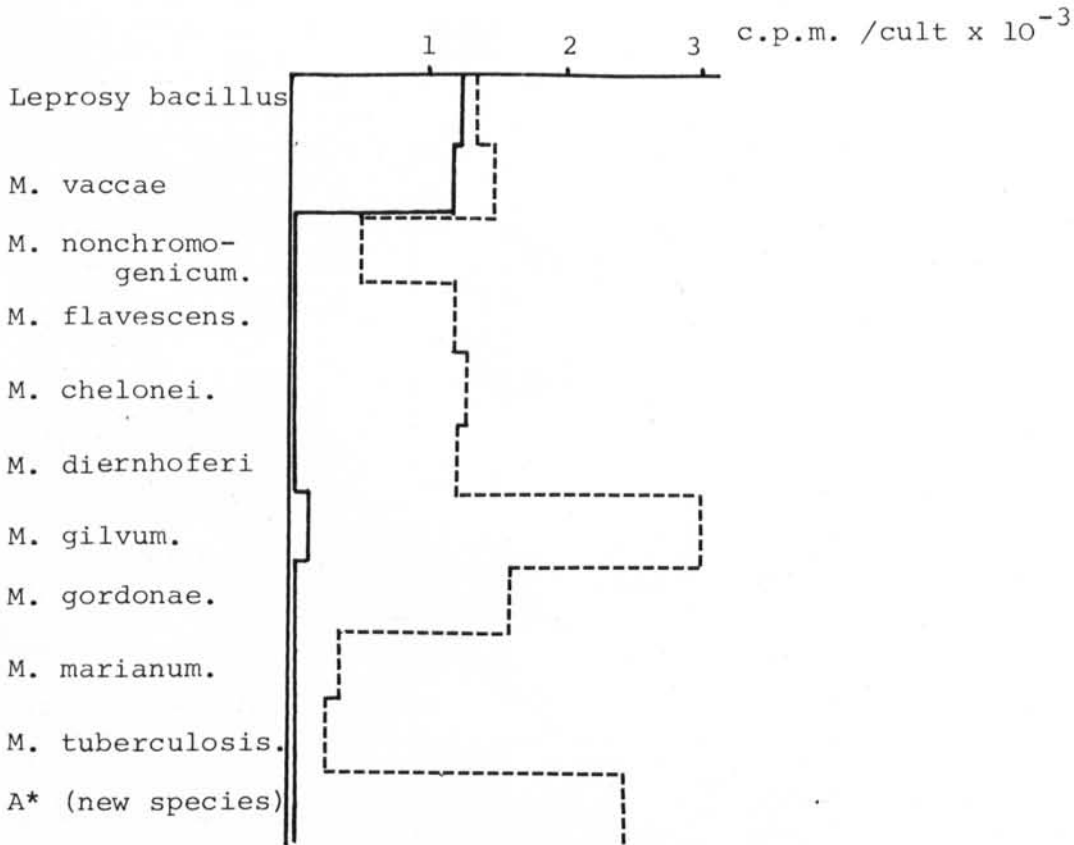 c.p.m. /cult x 10⁻³
1 2 3
Leprosy bacillus
M. vaccae
M. nonchromo-
genicum.
M. flavescens.
M. chelonei.
M. diernhoferi
M. gilvum.
M. gordonae.
M. marianum.
M. tuberculosis.
A* (new species)